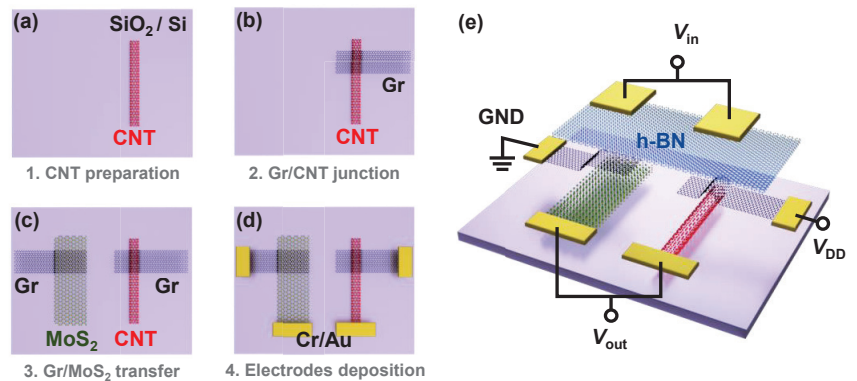 (a)
SiO₂ / Si
CNT
1. CNT preparation
(b)
Gr
CNT
2. Gr/CNT junction
(c)
Gr
Gr
MoS₂
CNT
3. Gr/MoS₂ transfer
(d)
Cr/Au
4. Electrodes deposition
(e)
Vin
GND
h-BN
VDD
Vout